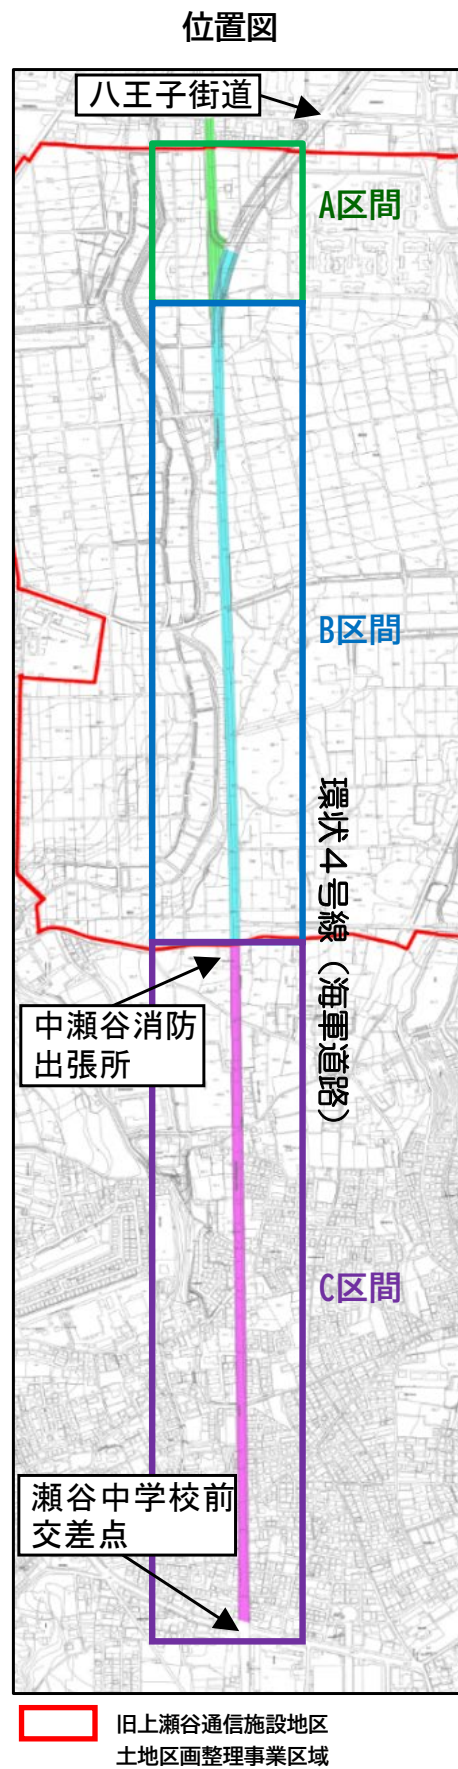 位置図
八王子街道
A区間
B区間
環状4号線（海軍道路）
中瀬谷消防
出張所
C区間
瀬谷中学校前
交差点
旧上瀬谷通信施設地区
土地区画整理事業区域